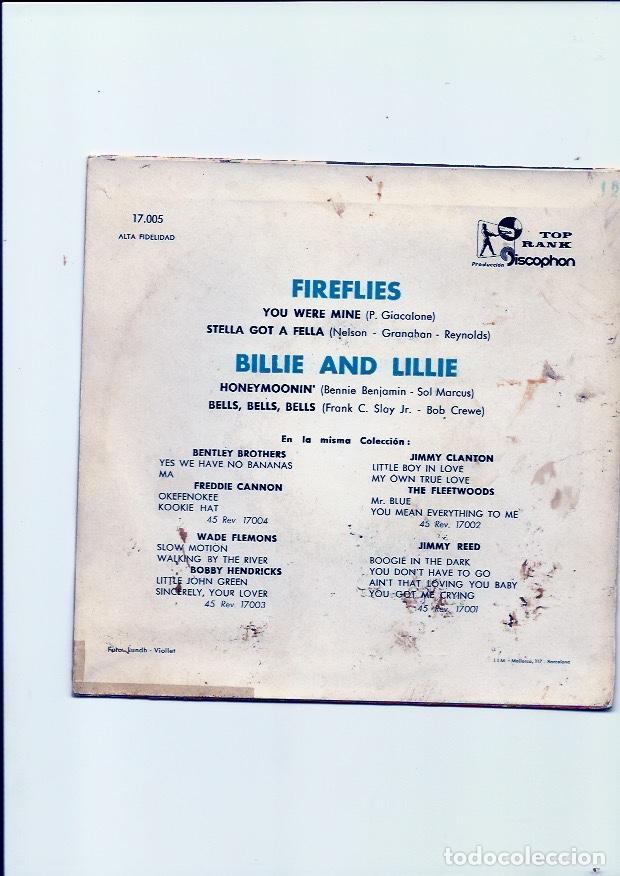 17.005
ALTA FIDELIDAD
TOP
RANK
Producción Discophon
FIREFLIES
YOU WERE MINE (P. Giacalone)
STELLA GOT A FELLA (Nelson - Granahan - Reynolds)
BILLIE AND LILLIE
HONEYMOONIN' (Bennie Benjamin - Sol Marcus)
BELLS, BELLS, BELLS (Frank C. Slay Jr. - Bob Crewe)
En la misma Colección:
BENTLEY BROTHERS
YES WE HAVE NO BANANAS
MA
FREDDIE CANNON
OKEFENOKEE
KOOKIE HAT
45 Rev. 17004
WADE FLEMONS
SLOW MOTION
WALKING BY THE RIVER
BOBBY HENDRICKS
LITTLE JOHN GREEN
SINCERELY, YOUR LOVER
45 Rev. 17003
JIMMY CLANTON
LITTLE BOY IN LOVE
MY OWN TRUE LOVE
THE FLEETWOODS
Mr. BLUE
YOU MEAN EVERYTHING TO ME
45 Rev. 17002
JIMMY REED
BOOGIE IN THE DARK
YOU DON'T HAVE TO GO
AIN'T THAT LOVING YOU BABY
YOU GOT ME CRYING
45 Rev. 17001
Foto: Lundh - Viollet
- Mallorca, 317 - Barcelona
todocoleccion